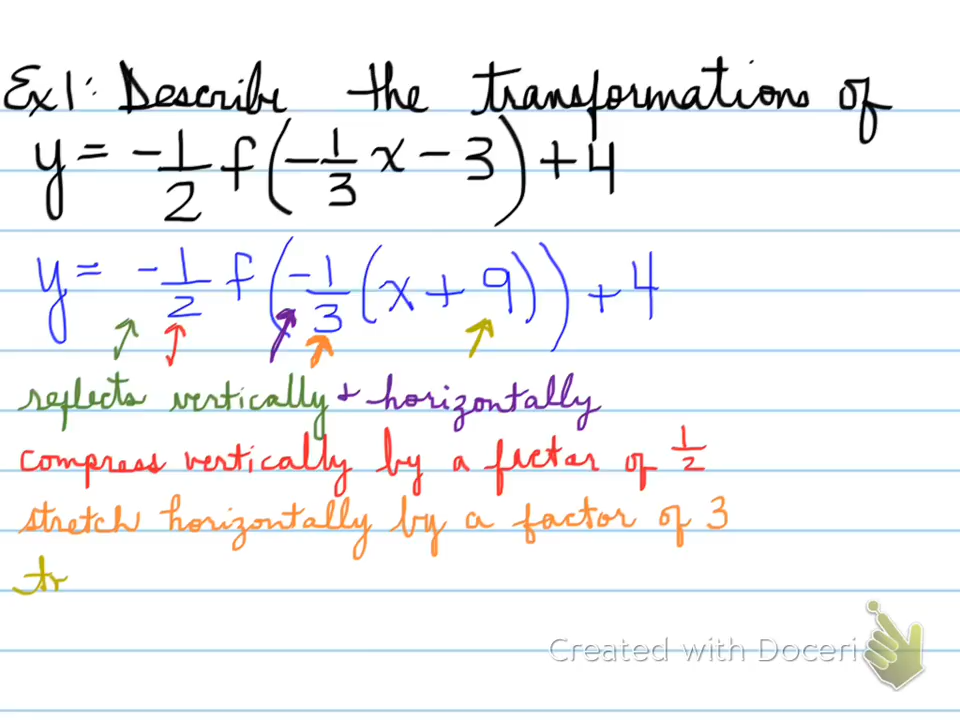 Ex1: Describe the transformations of
y = -1/2 f(-1/3 x - 3) + 4
y = -1/2 f(-1/3 (x + 9)) + 4
reflects vertically + horizontally
compress vertically by a factor of 1/2
stretch horizontally by a factor of 3
tr
Created with Doceri